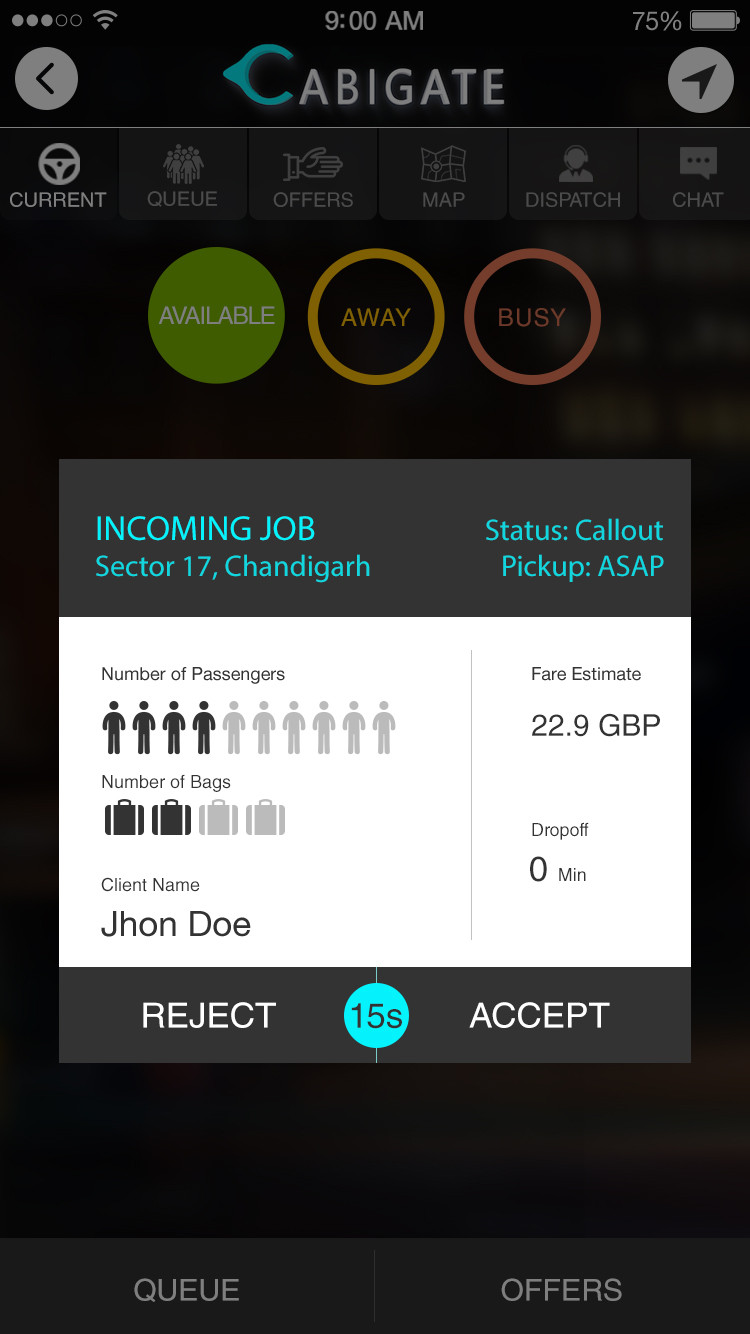 9:00 AM 75%
CABIGATE
CURRENT QUEUE OFFERS MAP DISPATCH CHAT
AVAILABLE AWAY BUSY
INCOMING JOB Status: Callout
Sector 17, Chandigarh Pickup: ASAP
Number of Passengers Fare Estimate
22.9 GBP
Number of Bags
Dropoff
0 Min
Client Name
Jhon Doe
REJECT 15s ACCEPT
QUEUE OFFERS